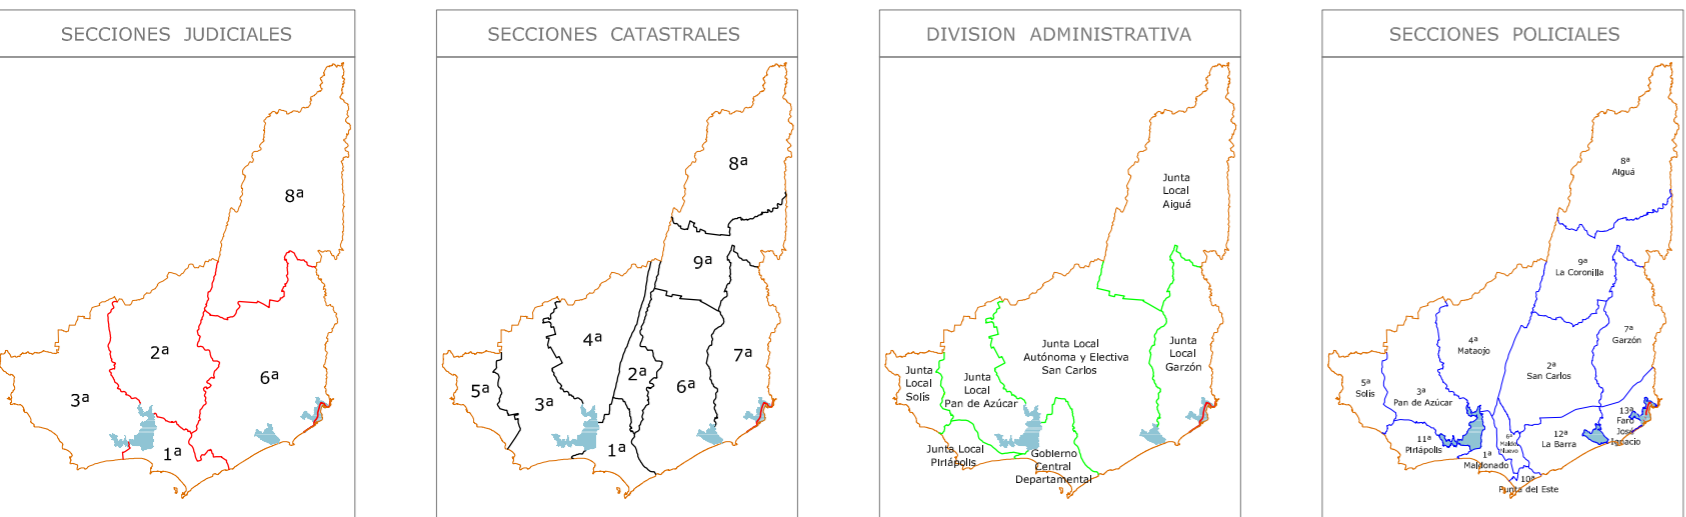 SECCIONES JUDICIALES
8ª
2ª
6ª
3ª
1ª
SECCIONES CATASTRALES
8ª
9ª
4ª
7ª
2ª
6ª
5ª
3ª
1ª
DIVISION ADMINISTRATIVA
Junta
Local
Aiguá
Junta Local
Autónoma y Electiva
San Carlos
Junta
Local
Garzón
Junta
Local
Solís
Junta
Local
Pan de Azúcar
Junta Local
Piriápolis
Gobierno
Central
Departamental
SECCIONES POLICIALES
8ª
Aiguá
9ª
La Coronilla
7ª
Garzón
4ª
Mataojo
2ª
San Carlos
5ª
Solís
3ª
Pan de Azúcar
13ª
Faro
José
Ignacio
11ª
Piriápolis
12ª
La Barra
6ª
1ª
Maldonado
10ª
Punta del Este